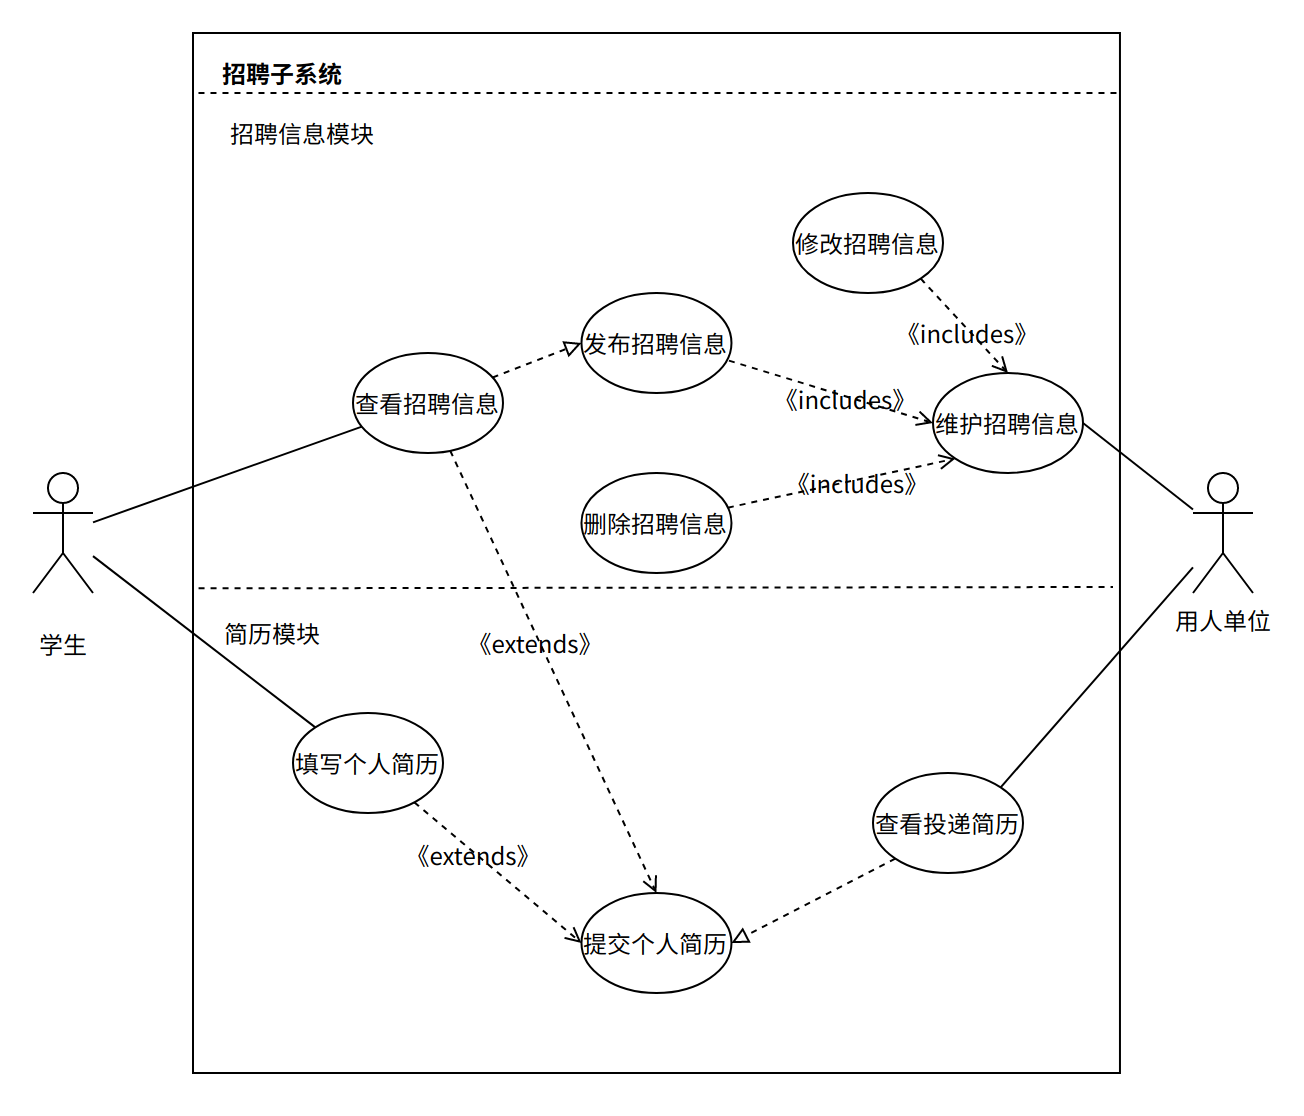 招聘子系统
招聘信息模块
修改招聘信息
《includes》
发布招聘信息
查看招聘信息
《includes》
维护招聘信息
《includes》
删除招聘信息
学生
用人单位
简历模块
《extends》
填写个人简历
查看投递简历
《extends》
提交个人简历